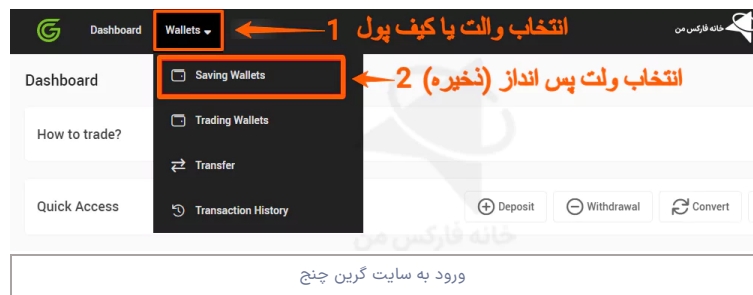 Dashboard
Wallets
1 انتخاب والت یا کیف پول
خانه فارکس من
Dashboard
Saving Wallets
2 انتخاب ولت پس انداز (ذخیره)
How to trade?
Trading Wallets
Transfer
Quick Access
Transaction History
Deposit
Withdrawal
Convert
خانه فارکس من
ورود به سایت گرین چنج